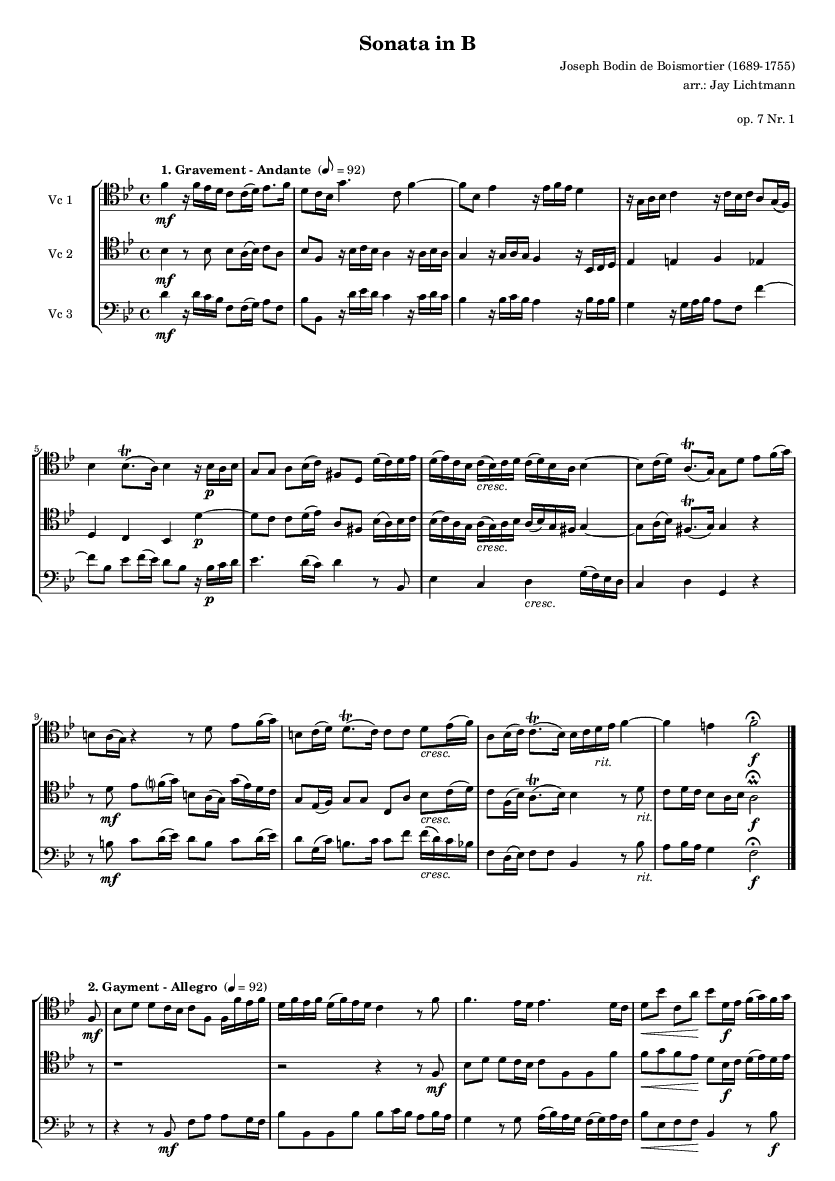 Sonata in B
Joseph Bodin de Boismortier (1689-1755)
arr.: Jay Lichtmann
op. 7 Nr. 1
1. Gravement - Andante (♪ = 92)
Vc 1
mf
Vc 2
mf
Vc 3
mf
5
p
cresc.
p
cresc.
p
cresc.
9
cresc.
rit.
f
mf
cresc.
rit.
f
mf
cresc.
rit.
f
2. Gayment - Allegro (♩ = 92)
mf
f
mf
f
mf
f